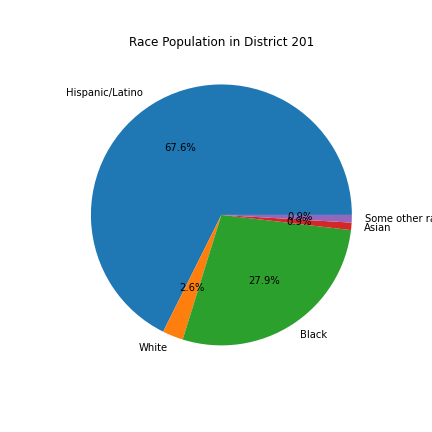 Race Population in District 201
Hispanic/Latino
67.6%
0.9%
Some other ra
0.9%
Asian
27.9%
2.6%
Black
White